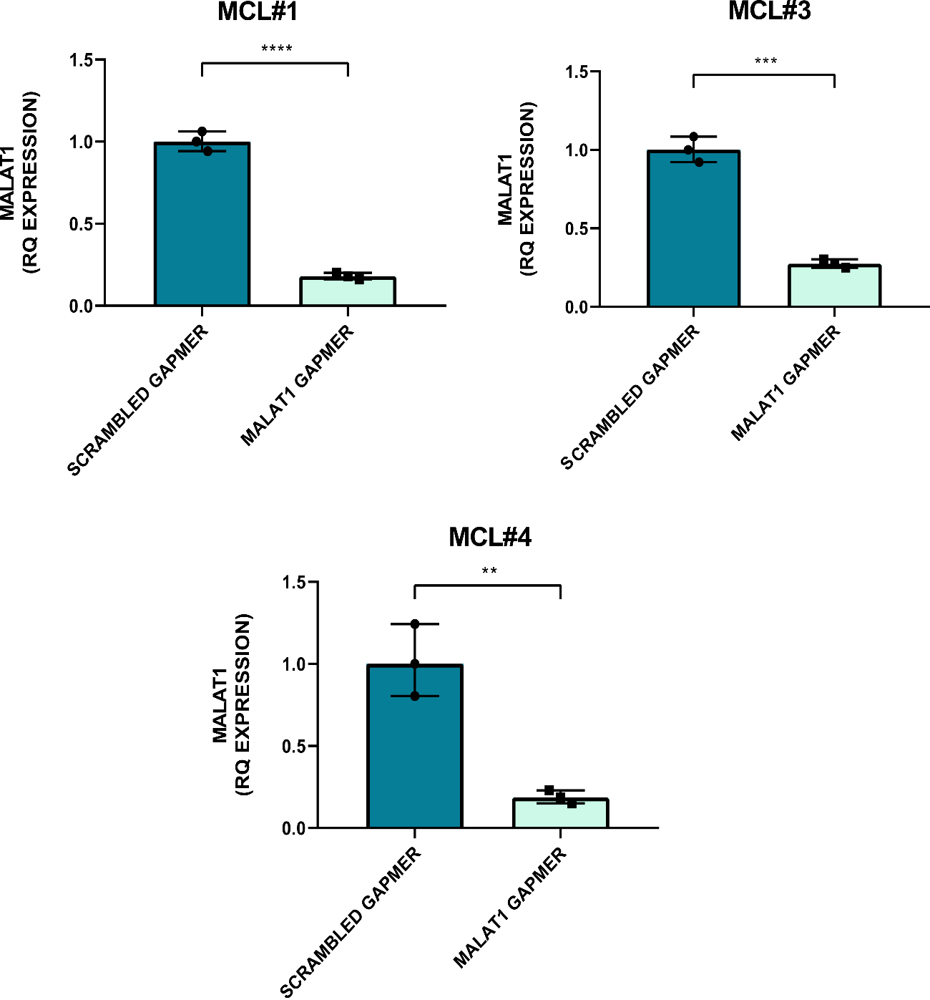 MCL#1
****
1.5
1.0
0.5
0.0
MALAT1
(RQ EXPRESSION)
SCRAMBLED GAPMER
MALAT1 GAPMER
MCL#3
***
1.5
1.0
0.5
0.0
MALAT1
(RQ EXPRESSION)
SCRAMBLED GAPMER
MALAT1 GAPMER
MCL#4
**
1.5
1.0
0.5
0.0
MALAT1
(RQ EXPRESSION)
SCRAMBLED GAPMER
MALAT1 GAPMER